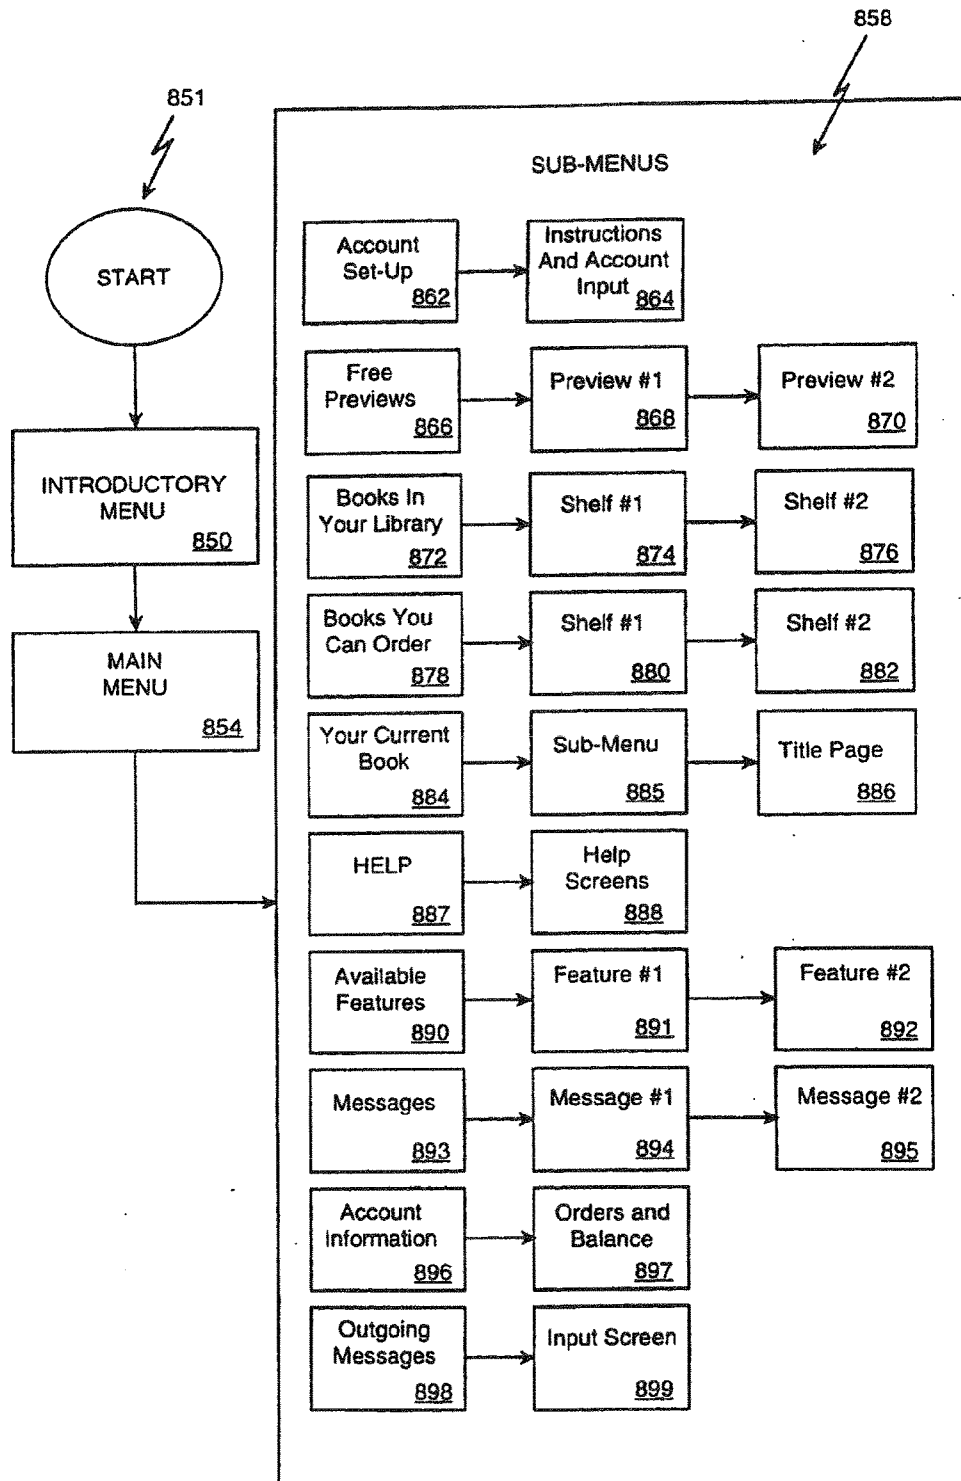 858
851
SUB-MENUS
START
INTRODUCTORY
MENU
850
MAIN
MENU
854
Account
Set-Up
862
Instructions
And Account
Input
864
Free
Previews
866
Preview #1
868
Preview #2
870
Books In
Your Library
872
Shelf #1
874
Shelf #2
876
Books You
Can Order
878
Shelf #1
880
Shelf #2
882
Your Current
Book
884
Sub-Menu
885
Title Page
886
HELP
887
Help
Screens
888
Available
Features
890
Feature #1
891
Feature #2
892
Messages
893
Message #1
894
Message #2
895
Account
Information
896
Orders and
Balance
897
Outgoing
Messages
898
Input Screen
899